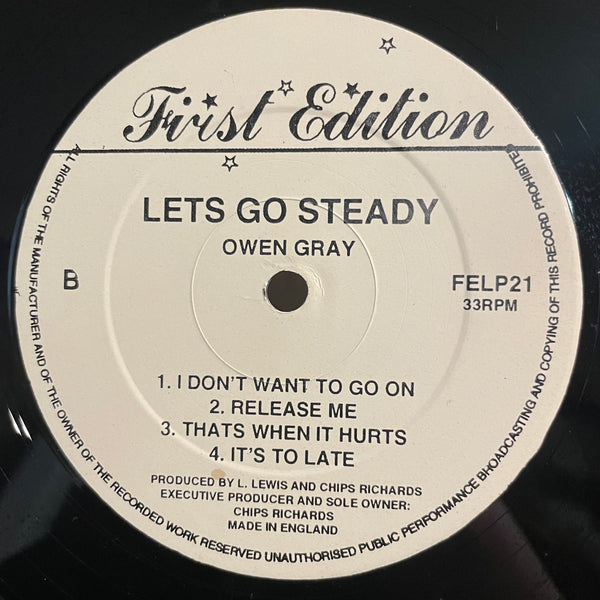 First Edition
LETS GO STEADY
OWEN GRAY
B
FELP21
33RPM
1. I DON'T WANT TO GO ON
2. RELEASE ME
3. THATS WHEN IT HURTS
4. IT'S TO LATE
PRODUCED BY L. LEWIS AND CHIPS RICHARDS
EXECUTIVE PRODUCER AND SOLE OWNER:
CHIPS RICHARDS
MADE IN ENGLAND
ALL RIGHTS OF THE MANUFACTURER AND OF THE OWNER OF THE RECORDED WORK RESERVED UNAUTHORISED PUBLIC PERFORMANCE BROADCASTING AND COPYING OF THIS RECORD PROHIBITED